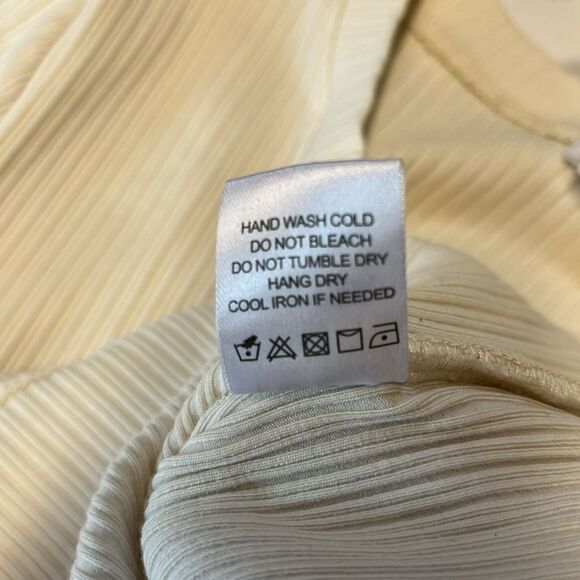 HAND WASH COLD
DO NOT BLEACH
DO NOT TUMBLE DRY
HANG DRY
COOL IRON IF NEEDED